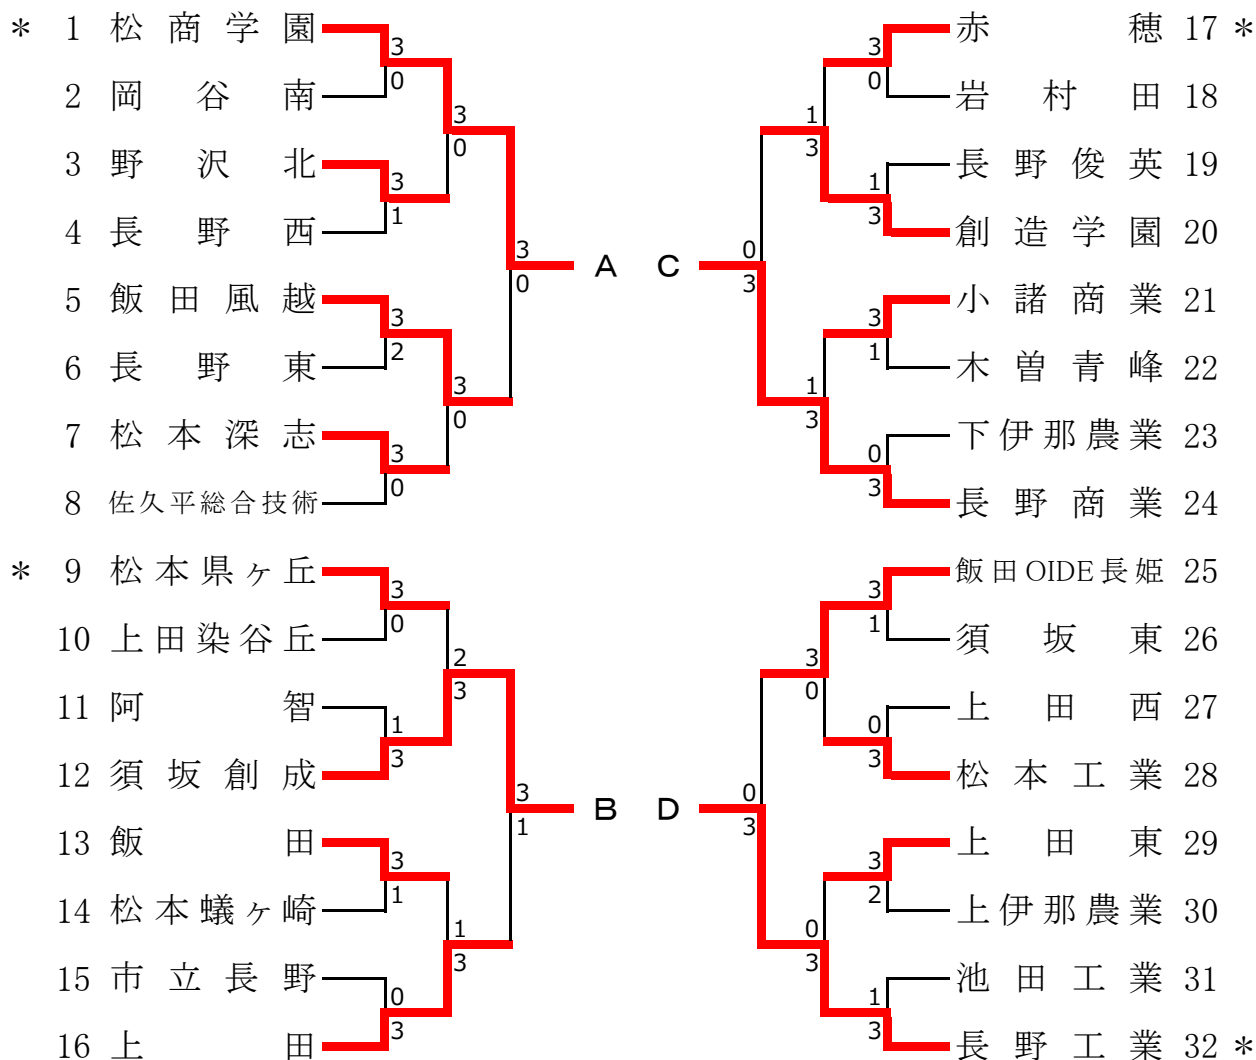 * 1 松商学園
3
0
2 岡谷南
3
0
3 野沢北
3
1
4 長野西
3
0
A
5 飯田風越
3
2
6 長野東
3
0
7 松本深志
3
0
8 佐久平総合技術
* 9 松本県ヶ丘
3
0
10 上田染谷丘
2
3
11 阿智
1
3
12 須坂創成
3
1
B
13 飯田
3
1
14 松本蟻ヶ崎
1
3
15 市立長野
0
3
16 上田
赤穂 17 *
3
0
岩村田 18
1
3
長野俊英 19
1
3
創造学園 20
0
3
C
小諸商業 21
3
1
木曽青峰 22
1
3
下伊那農業 23
0
3
長野商業 24
飯田OIDE長姫 25
3
1
須坂東 26
3
0
上田西 27
0
3
松本工業 28
0
3
D
上田東 29
3
2
上伊那農業 30
0
3
池田工業 31
1
3
長野工業 32 *